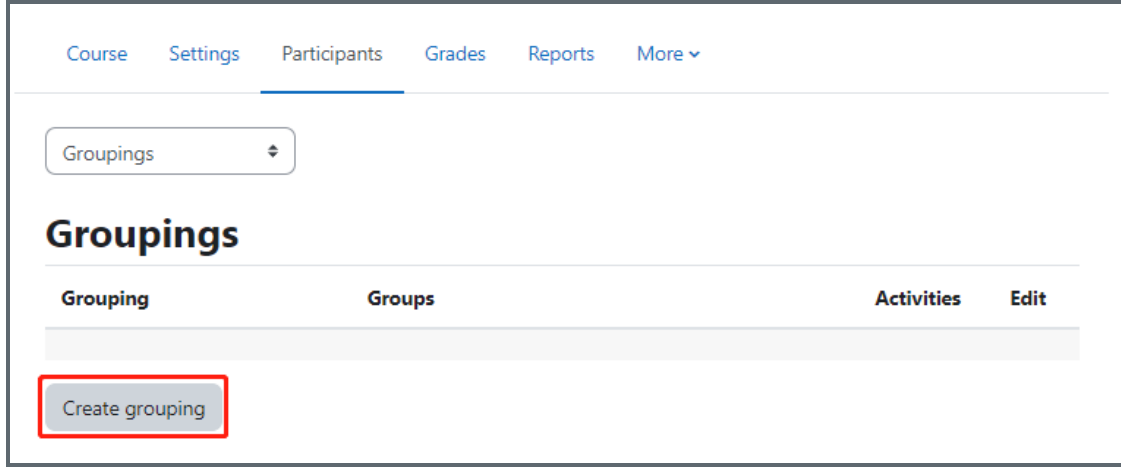 Course Settings Participants Grades Reports More
Groupings
Groupings
Grouping Groups Activities Edit
Create grouping